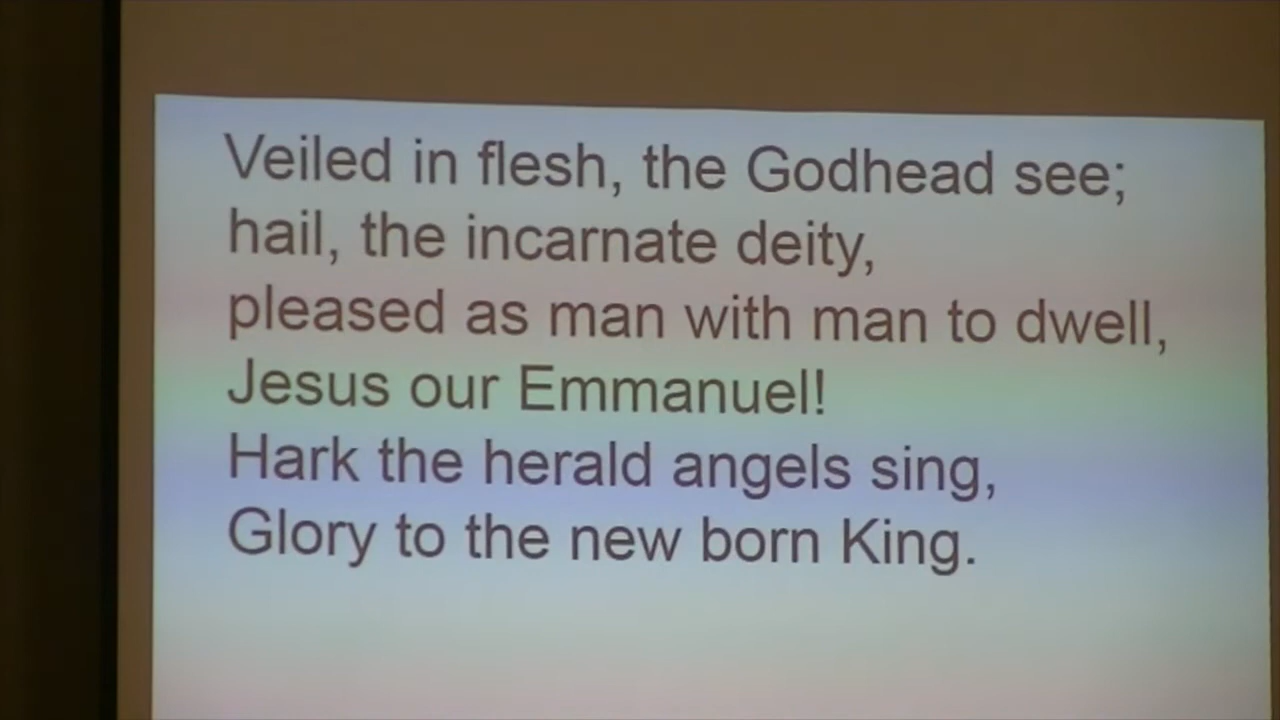 Veiled in flesh, the Godhead see;
hail, the incarnate deity,
pleased as man with man to dwell,
Jesus our Emmanuel!
Hark the herald angels sing,
Glory to the new born King.